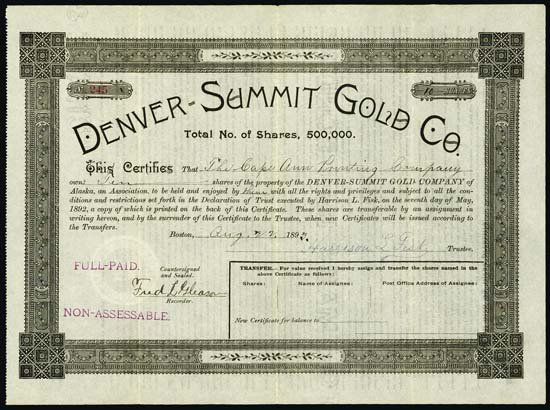 245
10 SHARES
DENVER-SUMMIT GOLD CO.
Total No. of Shares, 500,000.
This Certifies That The Cape Ann Printing Company
own Ten shares of the property of the DENVER-SUMMIT GOLD COMPANY of
Alaska, an Association, to be held and enjoyed by them with all the rights and privileges and subject to all the
conditions and restrictions set forth in the Declaration of Trust executed by Harrison L. Fisk, on the seventh day of May,
1892, a copy of which is printed on the back of this Certificate. These shares are transferable by an assignment in
writing hereon, and by the surrender of this Certificate to the Trustee, when new Certificates will be issued according to
the Transfers.
Boston, Aug 22 189
Harrison L Fisk Trustee.
FULL-PAID.
Countersigned
and Sealed.
Fred L. Gleason
Recorder.
NON-ASSESSABLE.
TRANSFER.-For value received I hereby assign and transfer the shares named in the
above Certificate as follows:
Shares: Name of Assignee: Post Office Address of Assignee:
New Certificate for balance to